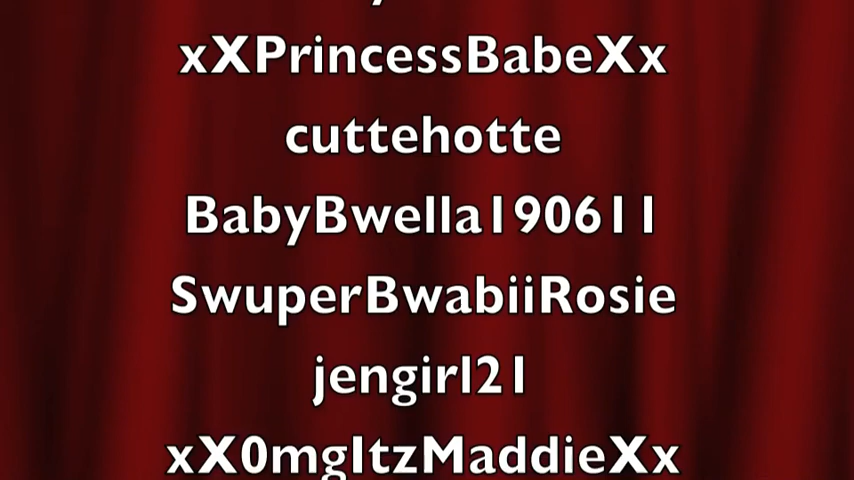 xXPrincessBabeXx
cuttehotte
BabyBwella190611
SwuperBwabiiRosie
jengirl21
xX0mgItzMaddieXx